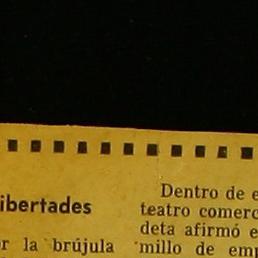 ibertades
r la brújula
Dentro de e
teatro comerc
deta afirmó e
millo de emp